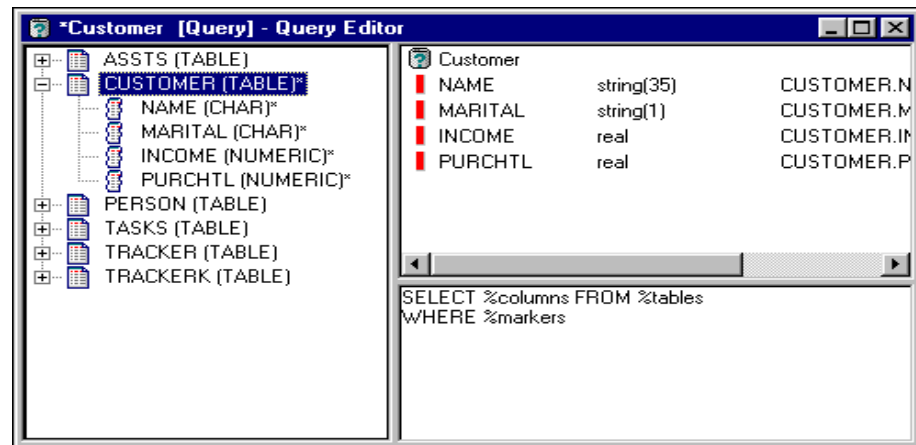 *Customer [Query] - Query Editor
ASSTS (TABLE)
CUSTOMER (TABLE)*
NAME (CHAR)*
MARITAL (CHAR)*
INCOME (NUMERIC)*
PURCHTL (NUMERIC)*
PERSON (TABLE)
TASKS (TABLE)
TRACKER (TABLE)
TRACKERK (TABLE)
Customer
NAME string(35) CUSTOMER.N
MARITAL string(1) CUSTOMER.M
INCOME real CUSTOMER.IN
PURCHTL real CUSTOMER.P
SELECT %columns FROM %tables
WHERE %markers